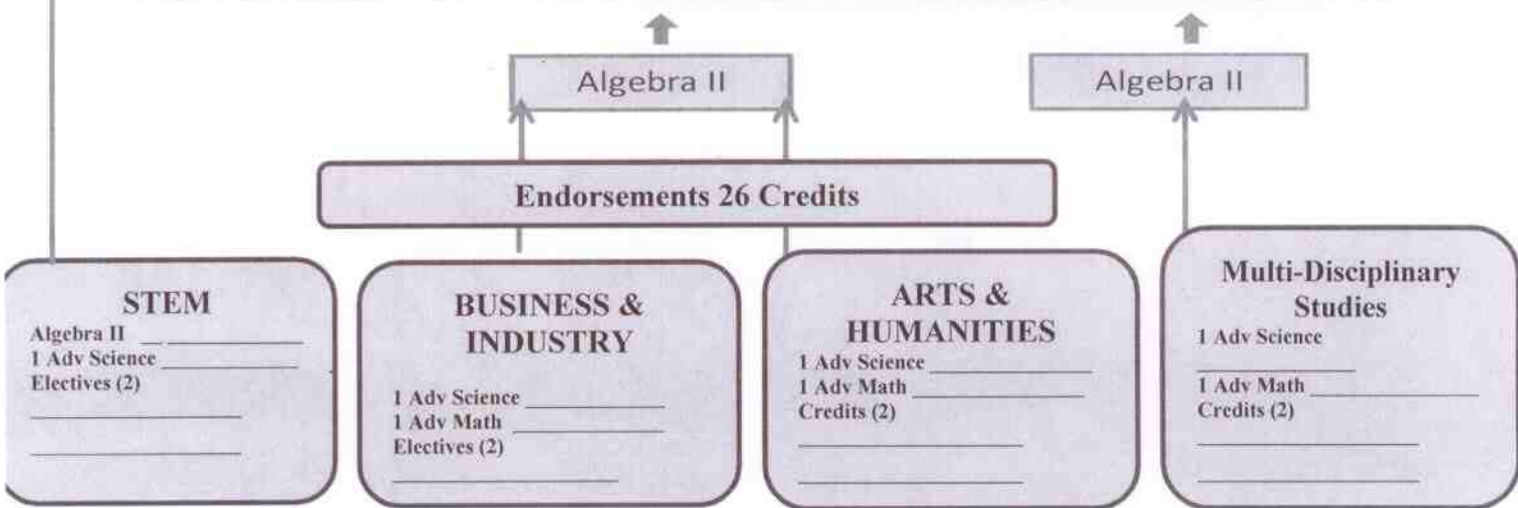 Algebra II
Algebra II
Endorsements 26 Credits
STEM
Algebra II
1 Adv Science
Electives (2)
BUSINESS &
INDUSTRY
1 Adv Science
1 Adv Math
Electives (2)
ARTS &
HUMANITIES
1 Adv Science
1 Adv Math
Credits (2)
Multi-Disciplinary
Studies
1 Adv Science
1 Adv Math
Credits (2)